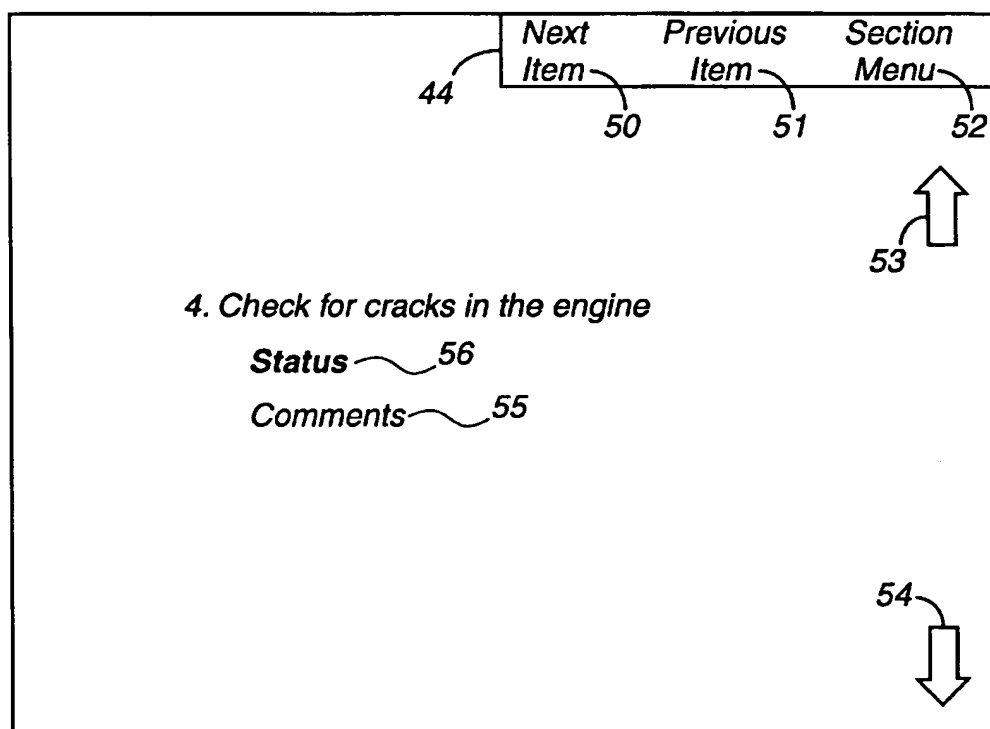 Next Previous Section
Item Item Menu
44
50 51 52
53
4. Check for cracks in the engine
Status 56
Comments 55
54